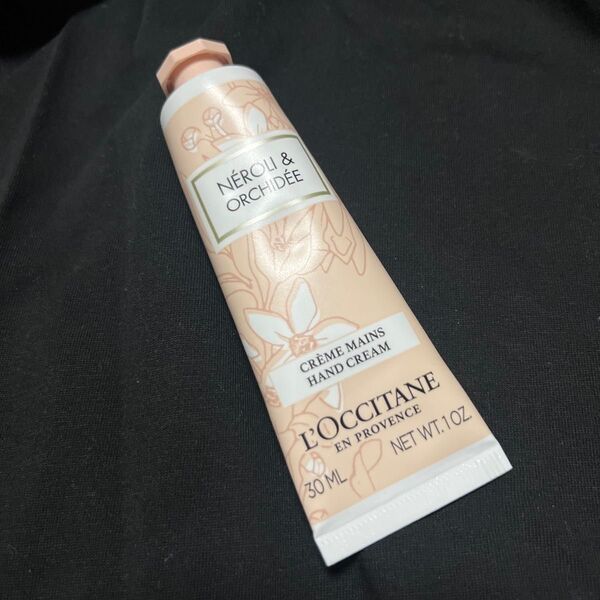 NÉROLI &
ORCHIDÉE
CRÈME MAINS
HAND CREAM
L'OCCITANE
EN PROVENCE
30 ML NET WT. 1 OZ.